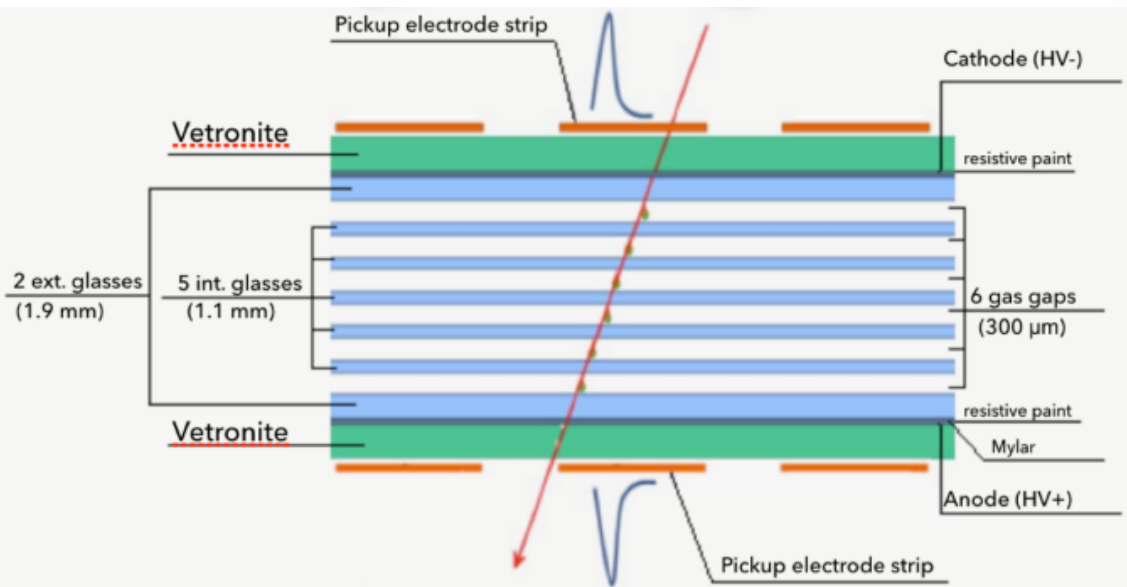 Pickup electrode strip
Cathode (HV-)
Vetronite
resistive paint
2 ext. glasses
(1.9 mm)
5 int. glasses
(1.1 mm)
6 gas gaps
(300 µm)
resistive paint
Vetronite
Mylar
Anode (HV+)
Pickup electrode strip